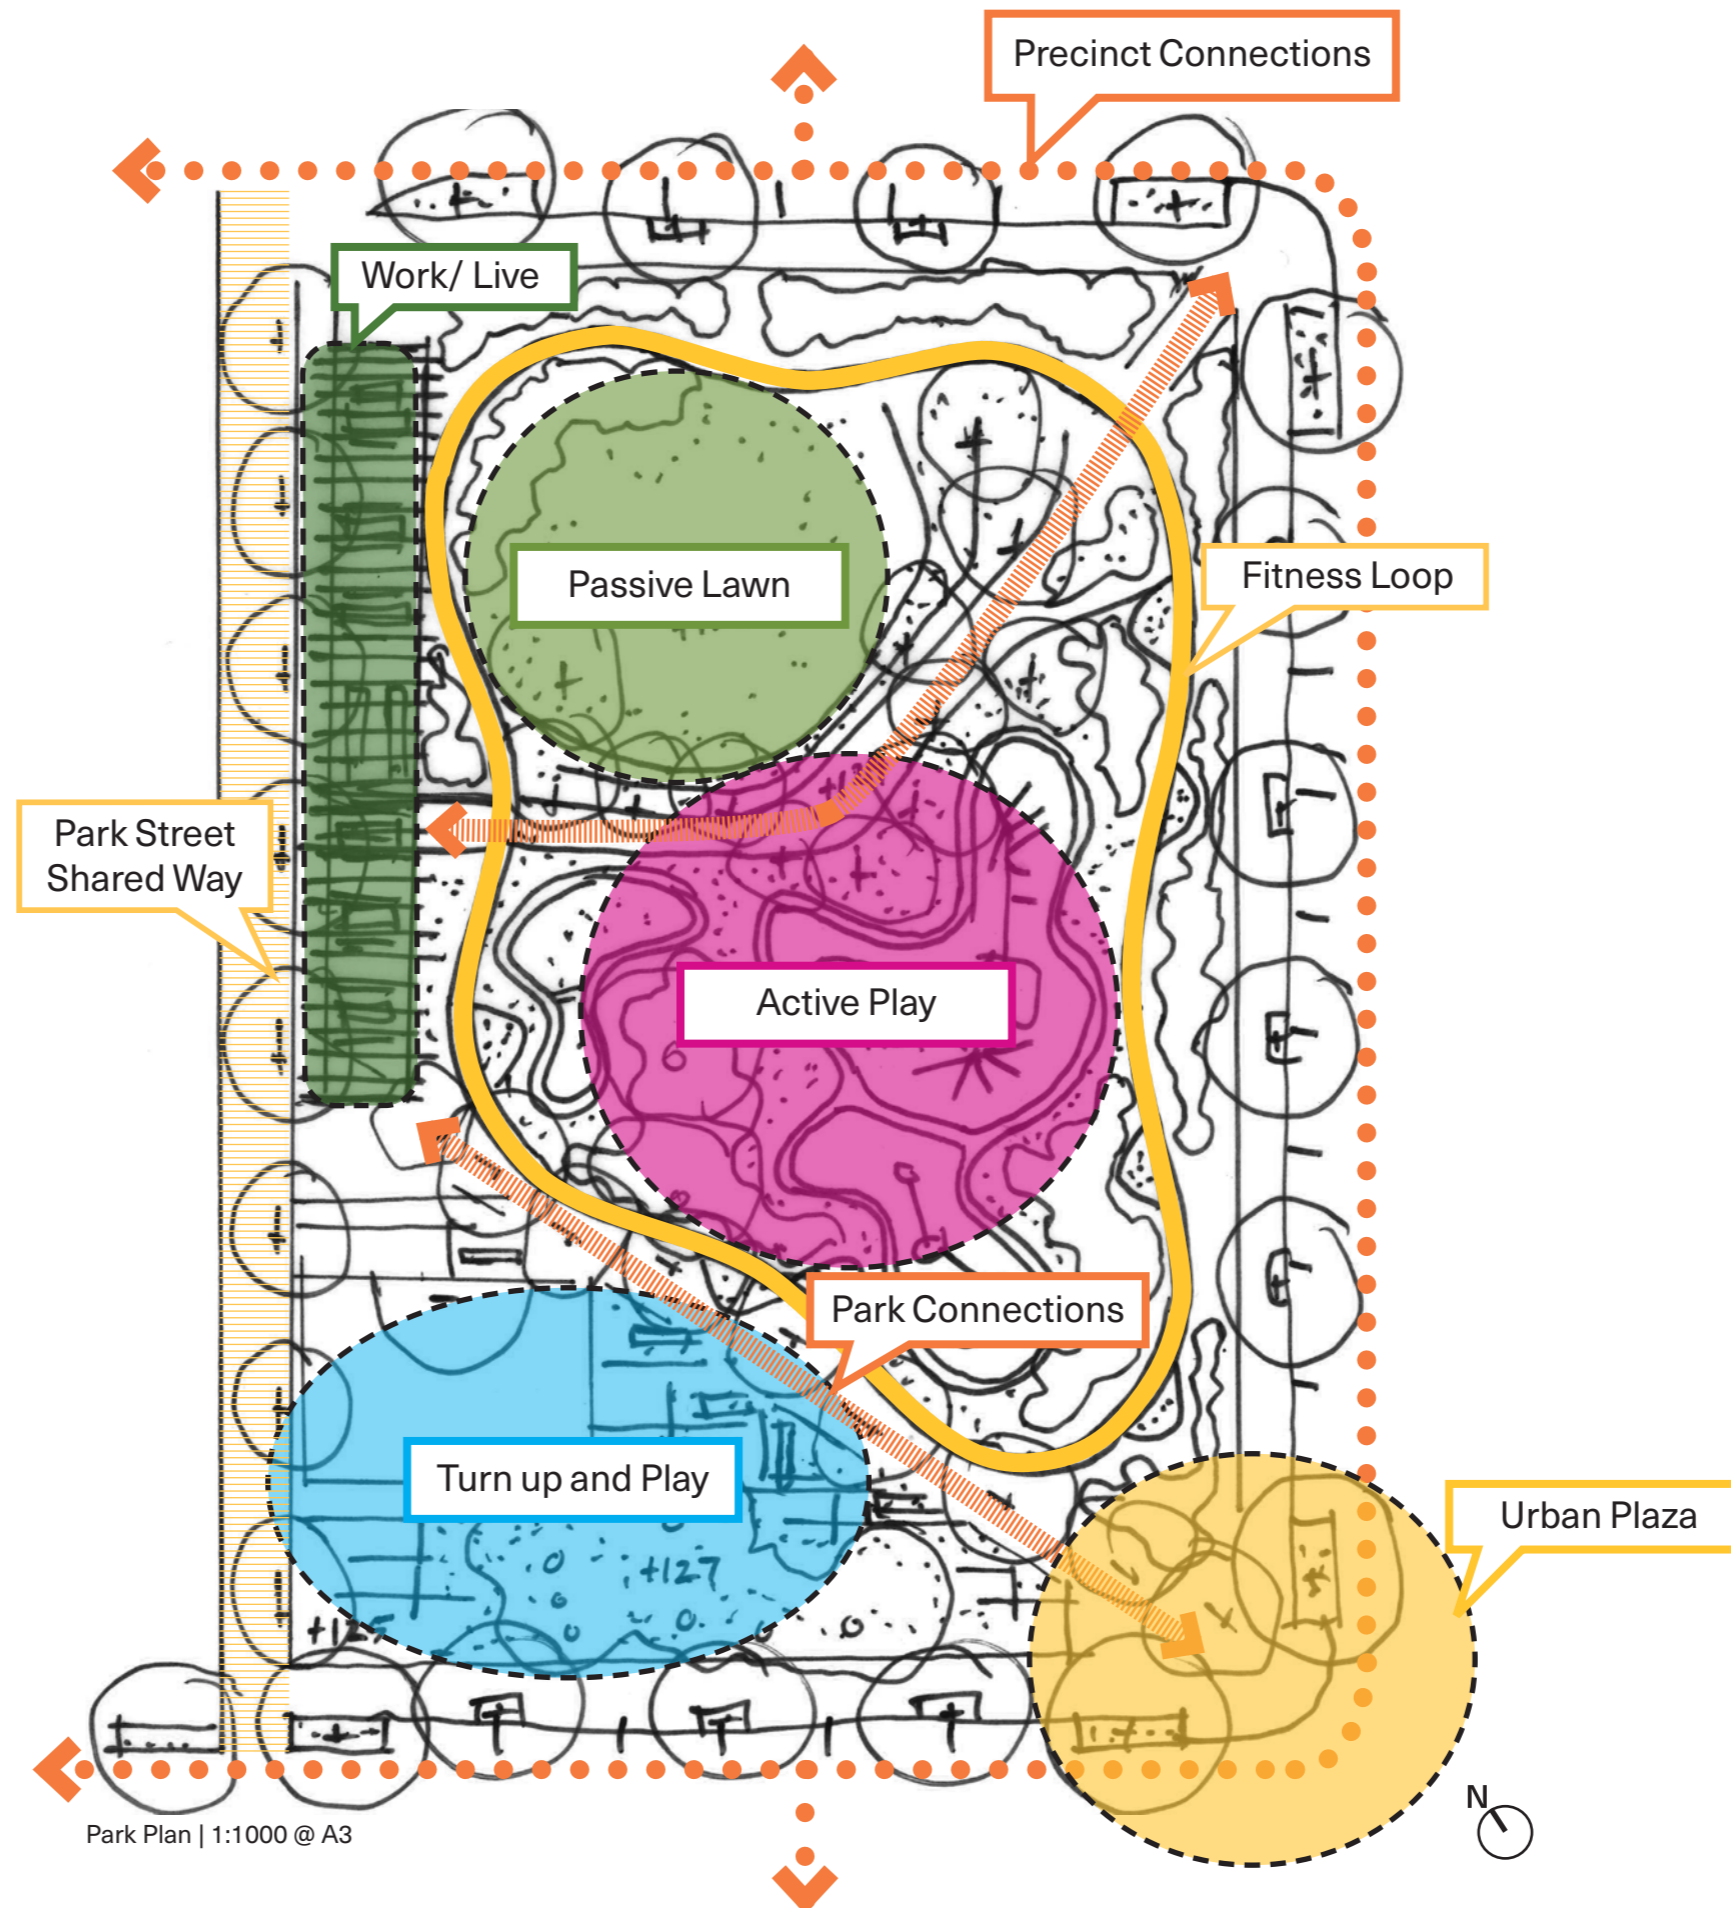 Precinct Connections
Work/ Live
Passive Lawn
Fitness Loop
Park Street
Shared Way
Active Play
Park Connections
Turn up and Play
Urban Plaza
+127
N
Park Plan | 1:1000 @ A3